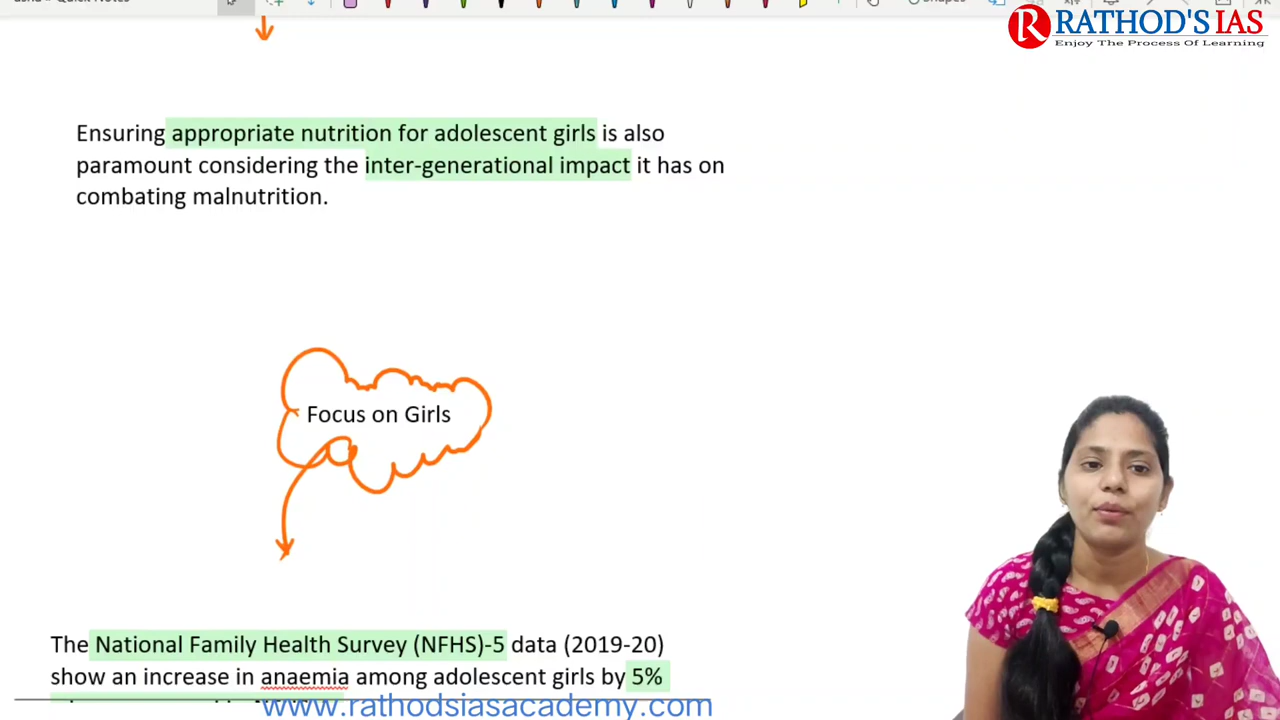 Shapes
R RATHOD'S IAS
Enjoy The Process Of Learning
Ensuring appropriate nutrition for adolescent girls is also
paramount considering the inter-generational impact it has on
combating malnutrition.
Focus on Girls
The National Family Health Survey (NFHS)-5 data (2019-20)
show an increase in anaemia among adolescent girls by 5%
www.rathodsiasacademy.com